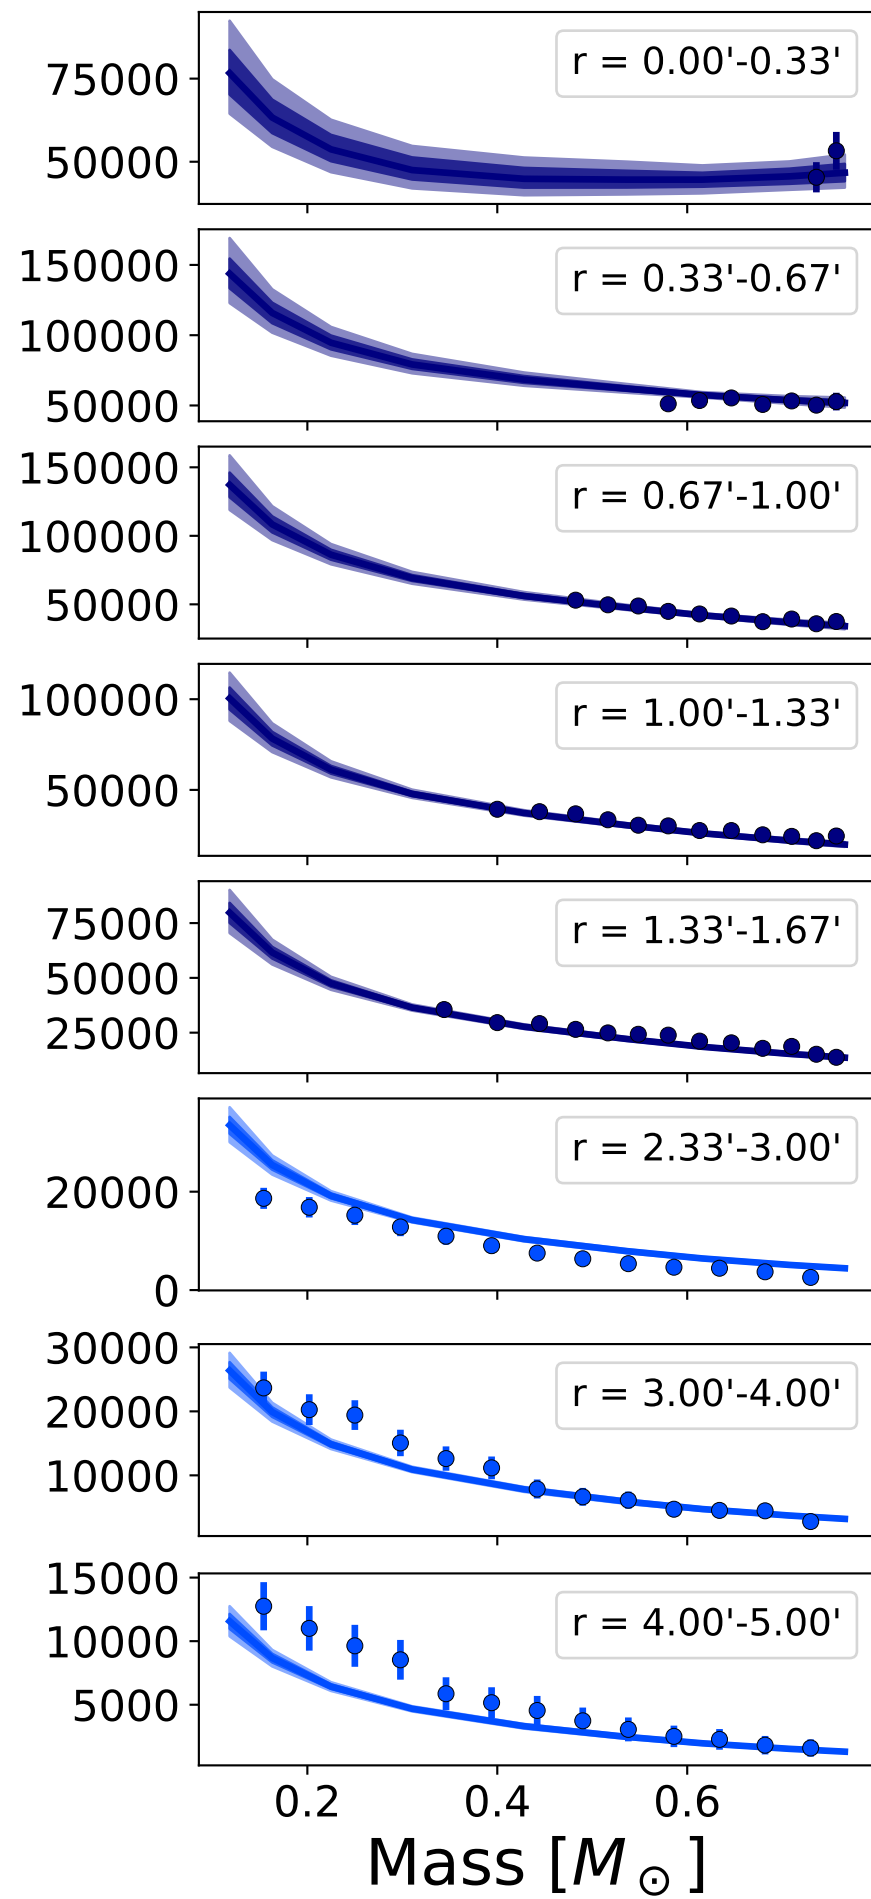 75000
50000
r = 0.00'-0.33'
150000
100000
50000
r = 0.33'-0.67'
150000
100000
50000
r = 0.67'-1.00'
100000
50000
r = 1.00'-1.33'
75000
50000
25000
r = 1.33'-1.67'
20000
0
r = 2.33'-3.00'
30000
20000
10000
r = 3.00'-4.00'
15000
10000
5000
r = 4.00'-5.00'
0.2 0.4 0.6
Mass [M⊙]